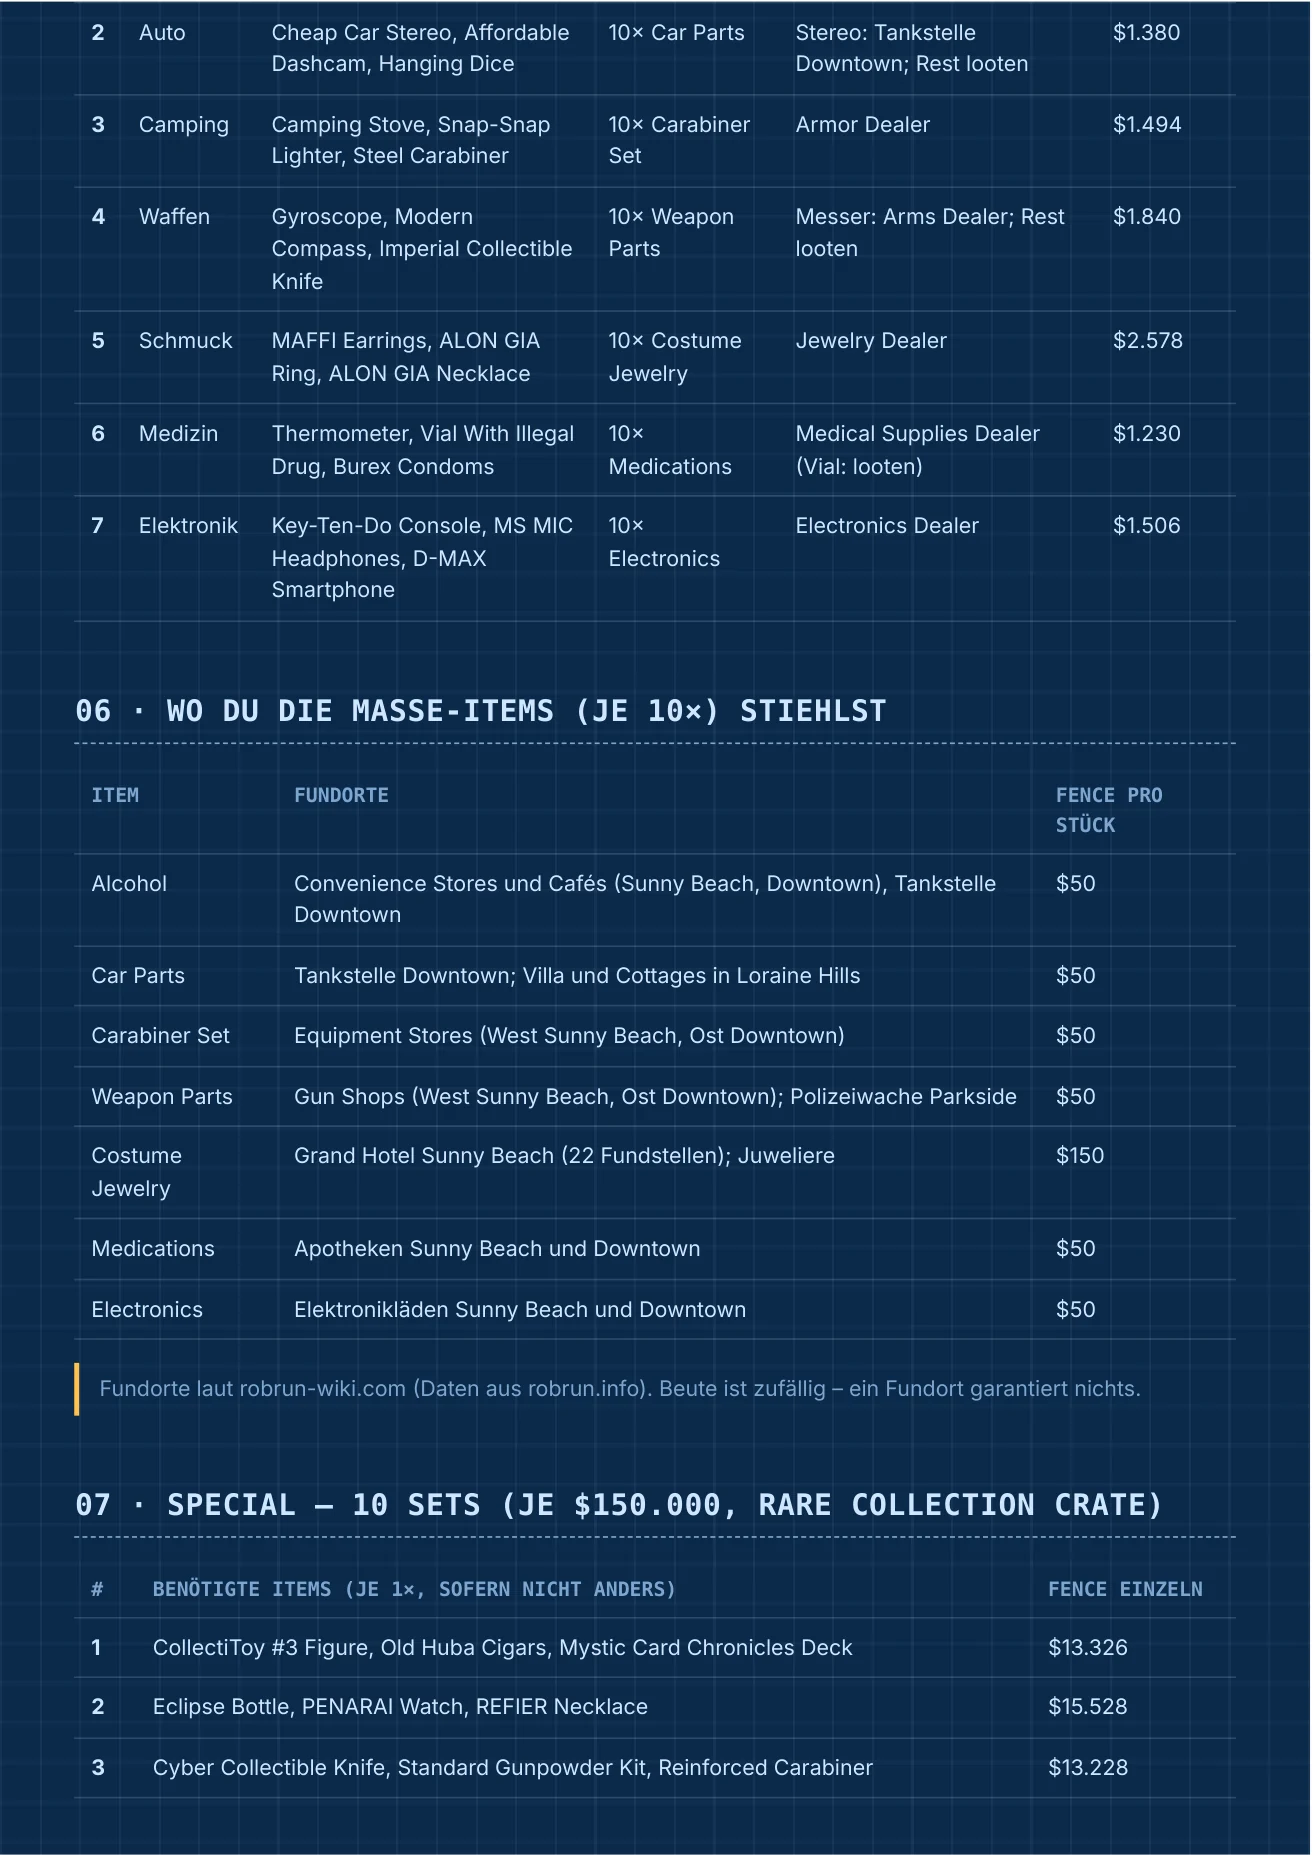 2 Auto Cheap Car Stereo, Affordable 10× Car Parts Stereo: Tankstelle $1.380
Dashcam, Hanging Dice Downtown; Rest looten
3 Camping Camping Stove, Snap-Snap 10× Carabiner Armor Dealer $1.494
Lighter, Steel Carabiner Set
4 Waffen Gyroscope, Modern 10× Weapon Messer: Arms Dealer; Rest $1.840
Compass, Imperial Collectible Parts looten
Knife
5 Schmuck MAFFI Earrings, ALON GIA 10× Costume Jewelry Dealer $2.578
Ring, ALON GIA Necklace Jewelry
6 Medizin Thermometer, Vial With Illegal 10× Medical Supplies Dealer $1.230
Drug, Burex Condoms Medications (Vial: looten)
7 Elektronik Key-Ten-Do Console, MS MIC 10× Electronics Dealer $1.506
Headphones, D-MAX Electronics
Smartphone
06 · WO DU DIE MASSE-ITEMS (JE 10×) STIEHLST
ITEM FUNDORTE FENCE PRO
STÜCK
Alcohol Convenience Stores und Cafés (Sunny Beach, Downtown), Tankstelle $50
Downtown
Car Parts Tankstelle Downtown; Villa und Cottages in Loraine Hills $50
Carabiner Set Equipment Stores (West Sunny Beach, Ost Downtown) $50
Weapon Parts Gun Shops (West Sunny Beach, Ost Downtown); Polizeiwache Parkside $50
Costume Grand Hotel Sunny Beach (22 Fundstellen); Juweliere $150
Jewelry
Medications Apotheken Sunny Beach und Downtown $50
Electronics Elektronikläden Sunny Beach und Downtown $50
Fundorte laut robrun-wiki.com (Daten aus robrun.info). Beute ist zufällig – ein Fundort garantiert nichts.
07 · SPECIAL — 10 SETS (JE $150.000, RARE COLLECTION CRATE)
# BENÖTIGTE ITEMS (JE 1×, SOFERN NICHT ANDERS) FENCE EINZELN
1 CollectiToy #3 Figure, Old Huba Cigars, Mystic Card Chronicles Deck $13.326
2 Eclipse Bottle, PENARAI Watch, REFIER Necklace $15.528
3 Cyber Collectible Knife, Standard Gunpowder Kit, Reinforced Carabiner $13.228